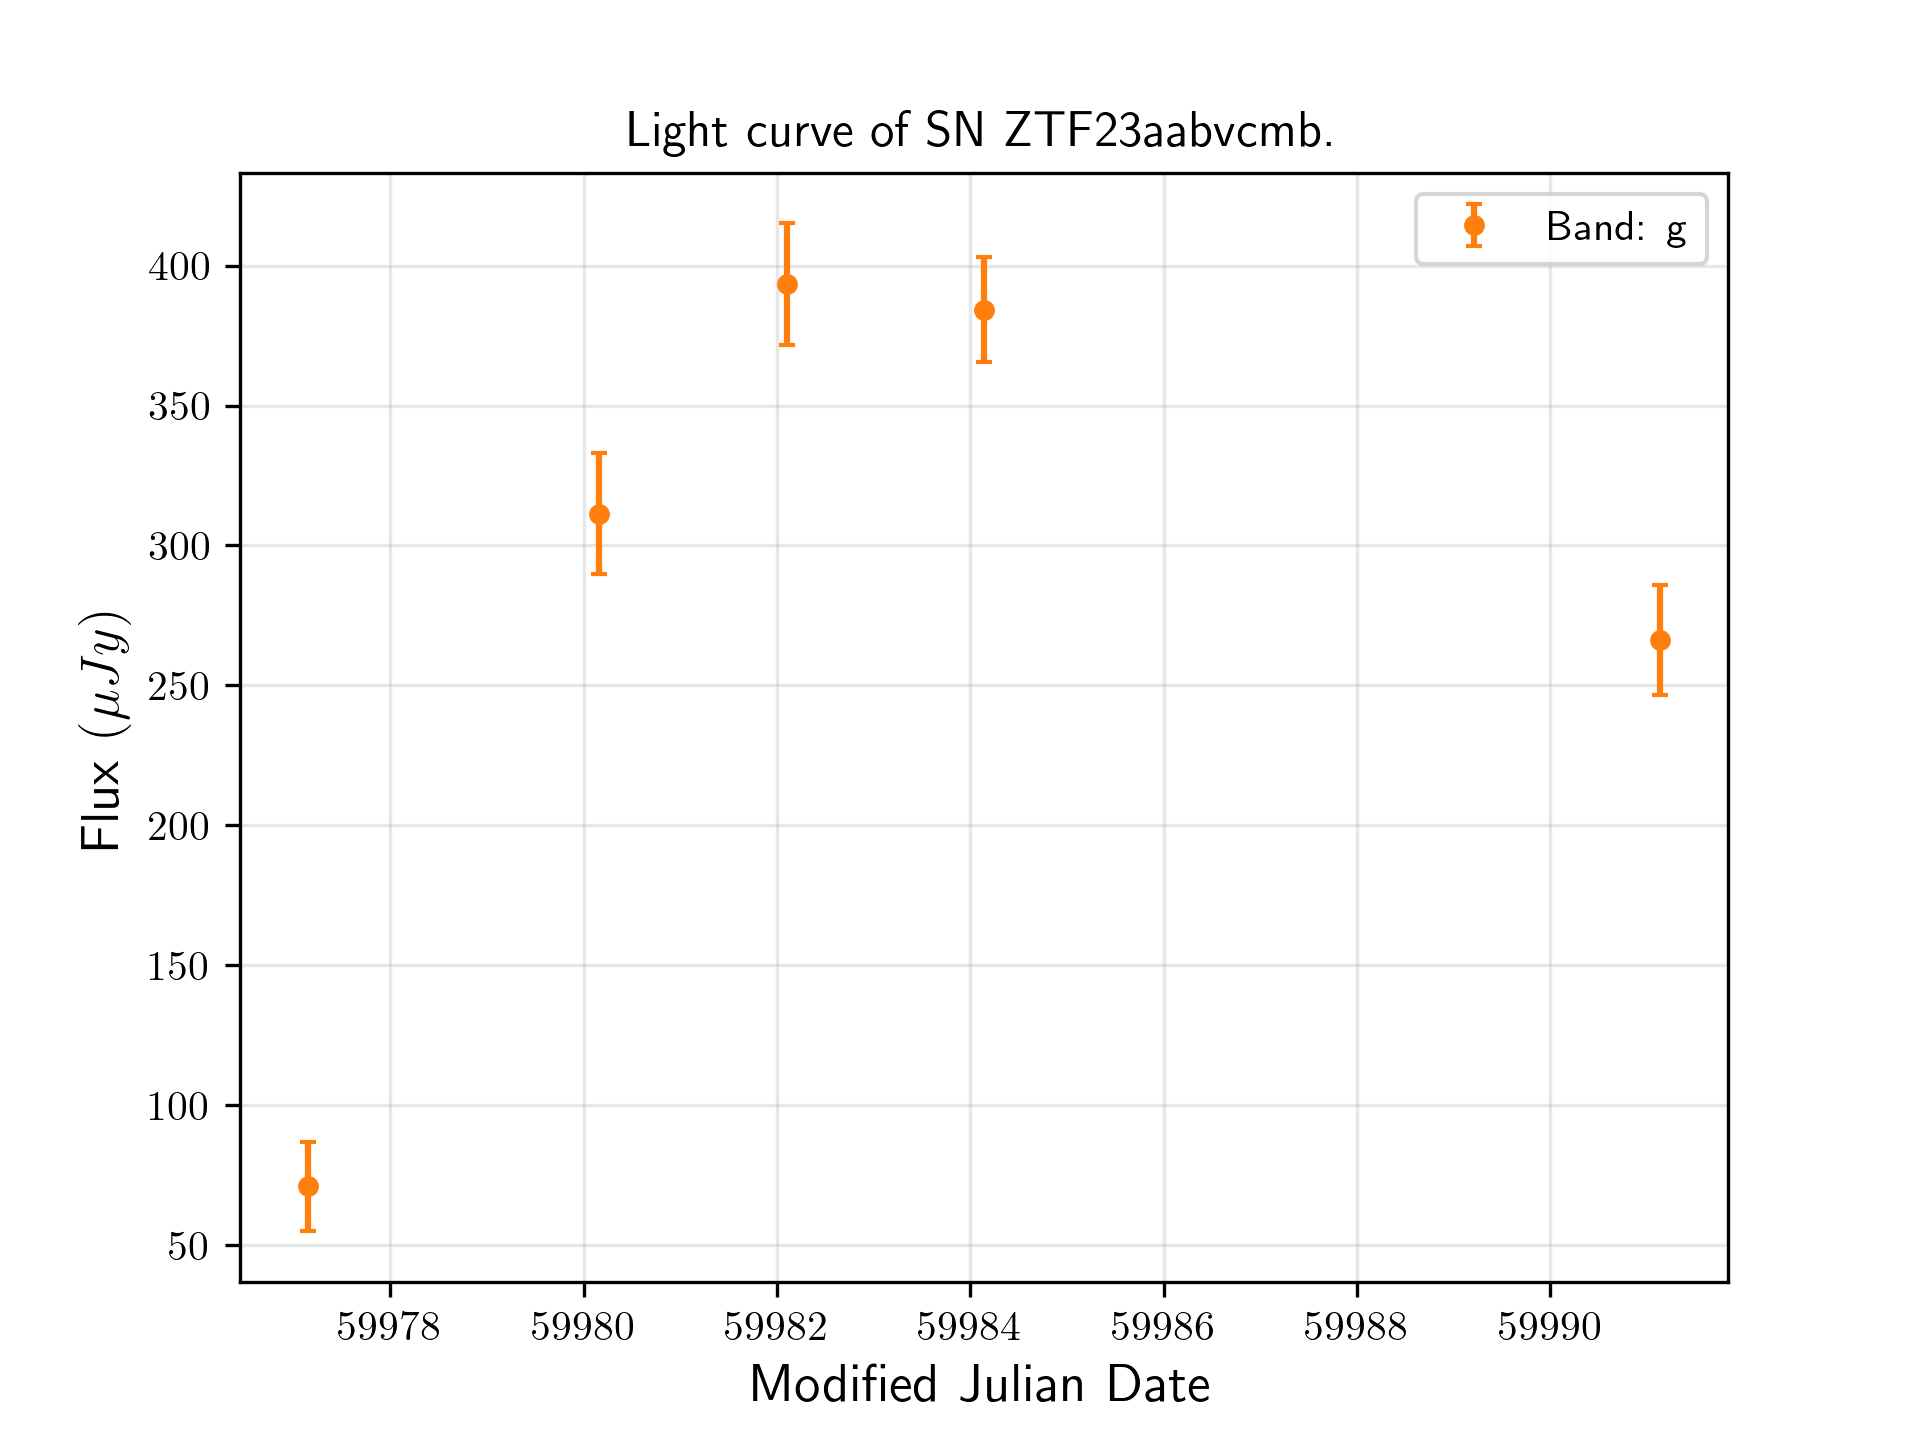 Light curve of SN ZTF23aabvcmb.
Band: g
400
350
300
250
200
150
100
50
Flux (μJy)
59978 59980 59982 59984 59986 59988 59990
Modified Julian Date